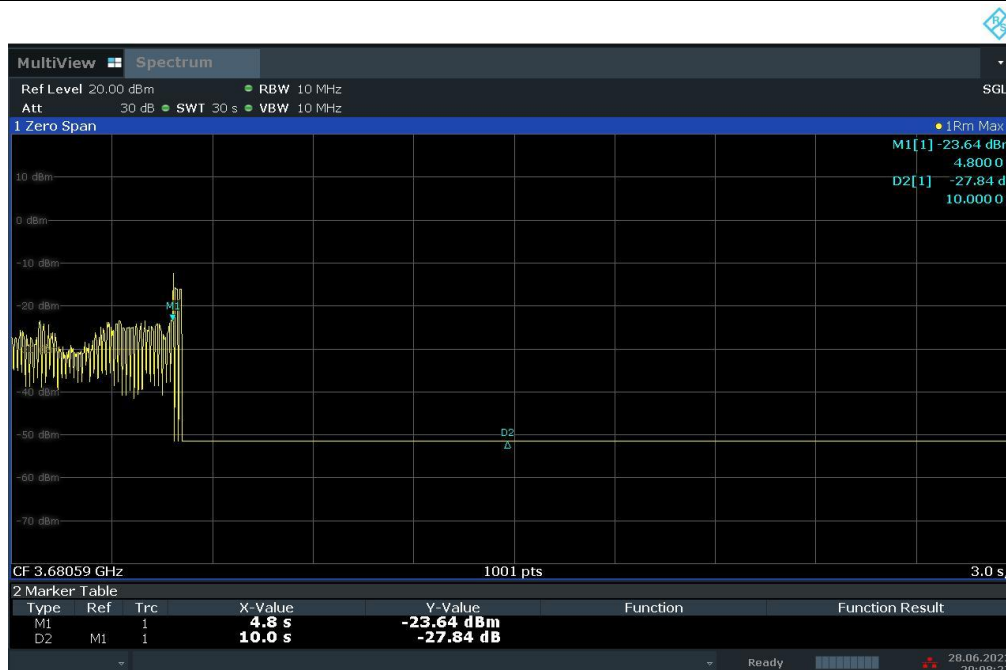 MultiView Spectrum
Ref Level 20.00 dBm RBW 10 MHz SGL
Att 30 dB SWT 30 s VBW 10 MHz
1 Zero Span 1Rm Max
M1[1] -23.64 dBm
4.800 0
10 dBm D2[1] -27.84 d
10.000 0
0 dBm
-10 dBm
-20 dBm
M1
-40 dBm
-50 dBm
D2
-60 dBm
-70 dBm
CF 3.68059 GHz 1001 pts 3.0 s
2 Marker Table
Type Ref Trc X-Value Y-Value Function Function Result
M1 1 4.8 s -23.64 dBm
D2 M1 1 10.0 s -27.84 dB
Ready 28.06.202